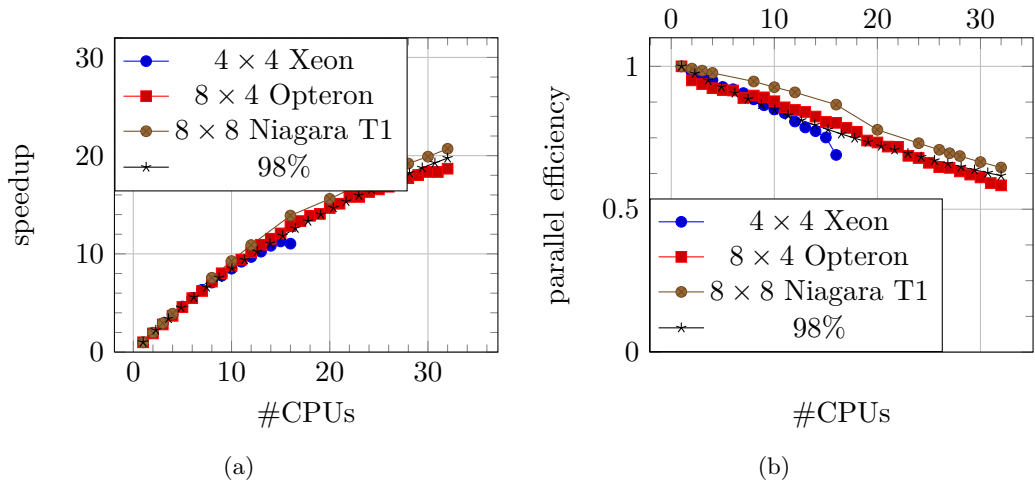 0
10
20
30
0
10
20
30
#CPUs
speedup
4 × 4 Xeon
8 × 4 Opteron
8 × 8 Niagara T1
98%
(a)
0
10
20
30
0
0.5
1
#CPUs
parallel efficiency
4 × 4 Xeon
8 × 4 Opteron
8 × 8 Niagara T1
98%
(b)